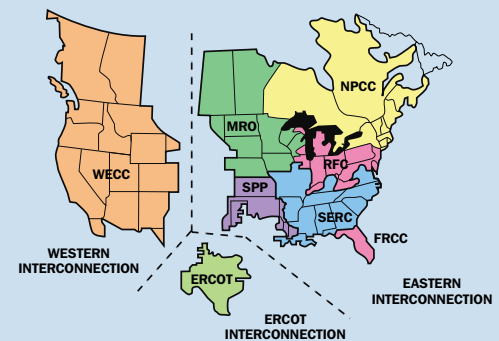 NPCC
MRO
RFC
WECC
SPP
SERC
FRCC
WESTERN
INTERCONNECTION
ERCOT
EASTERN
INTERCONNECTION
ERCOT
INTERCONNECTION